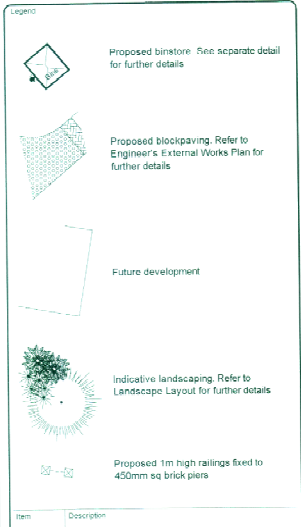 Legend
Proposed binstore. See separate detail
for further details
Proposed blockpaving. Refer to
Engineer's External Works Plan for
further details
Future development
Indicative landscaping. Refer to
Landscape Layout for further details
Proposed 1m high railings fixed to
450mm sq brick piers
Item Description